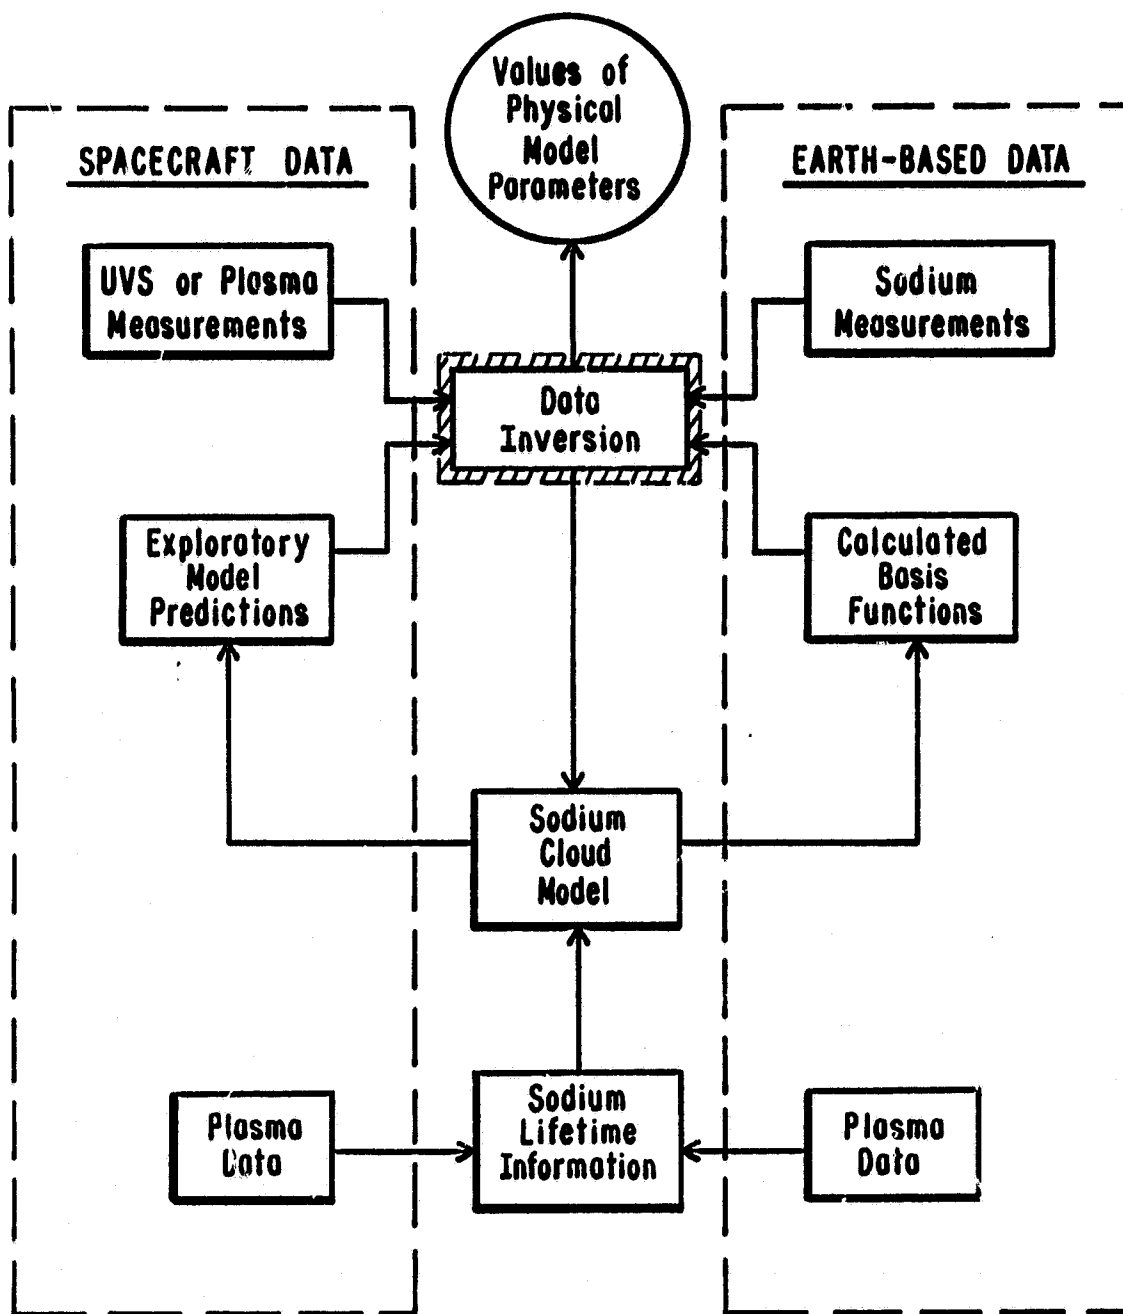 Values of
Physical
Model
Parameters
SPACECRAFT DATA
EARTH-BASED DATA
UVS or Plasma
Measurements
Sodium
Measurements
Data
Inversion
Exploratory
Model
Predictions
Calculated
Basis
Functions
Sodium
Cloud
Model
Plasma
Data
Sodium
Lifetime
Information
Plasma
Data